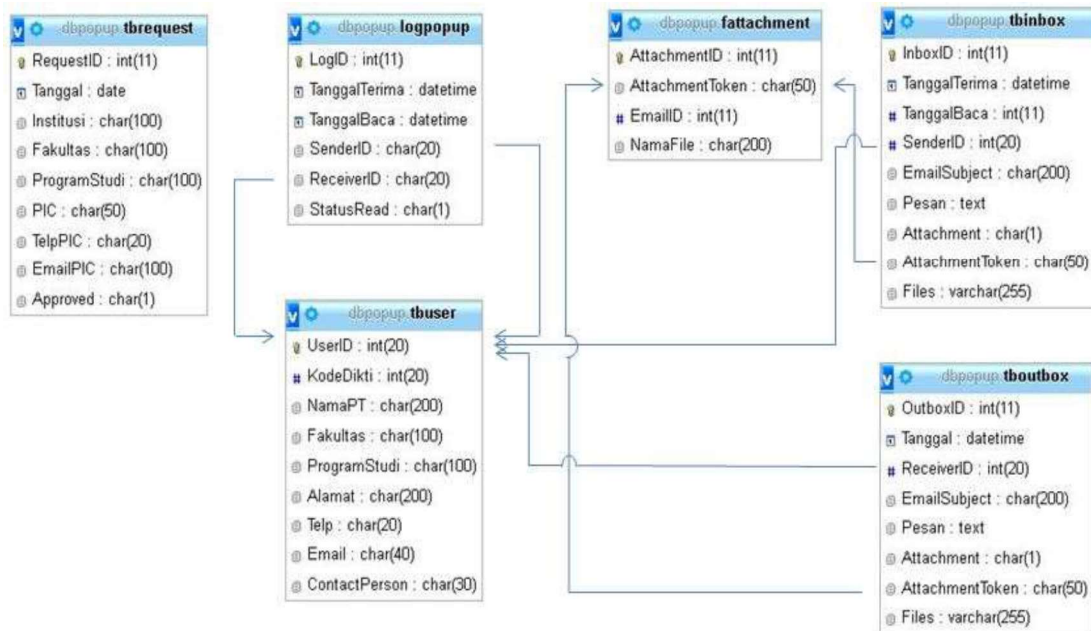 dbpopup.tbrequest
RequestID : int(11)
Tanggal : date
Institusi : char(100)
Fakultas : char(100)
ProgramStudi : char(100)
PIC : char(50)
TelpPIC : char(20)
EmailPIC : char(100)
Approved : char(1)
dbpopup.logpopup
LogID : int(11)
TanggalTerima : datetime
TanggalBaca : datetime
SenderID : char(20)
ReceiverID : char(20)
StatusRead : char(1)
dbpopup.fattachment
AttachmentID : int(11)
AttachmentToken : char(50)
EmailID : int(11)
NamaFile : char(200)
dbpopup.tbinbox
InboxID : int(11)
TanggalTerima : datetime
TanggalBaca : int(11)
SenderID : int(20)
EmailSubject : char(200)
Pesan : text
Attachment : char(1)
AttachmentToken : char(50)
Files : varchar(255)
dbpopup.tbuser
UserID : int(20)
KodeDikti : int(20)
NamaPT : char(200)
Fakultas : char(100)
ProgramStudi : char(100)
Alamat : char(200)
Telp : char(20)
Email : char(40)
ContactPerson : char(30)
dbpopup.tboutbox
OutboxID : int(11)
Tanggal : datetime
ReceiverID : int(20)
EmailSubject : char(200)
Pesan : text
Attachment : char(1)
AttachmentToken : char(50)
Files : varchar(255)